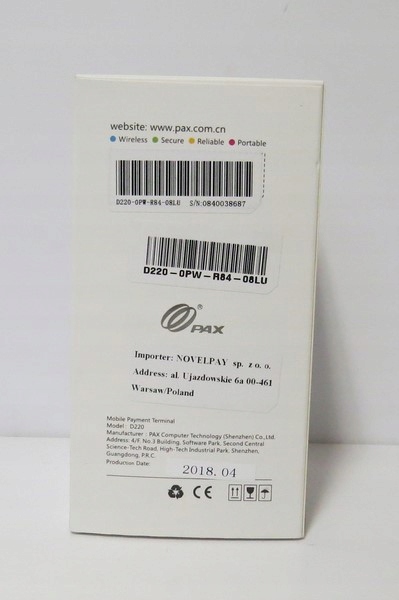 website: www.pax.com.cn
Wireless Secure Reliable Portable
D220-0PW-R84-08LU S/N:0840038687
D220-0PW-R84-08LU
PAX®
Importer: NOVELPAY sp. z o. o.
Address: al. Ujazdowskie 6a 00-461
Warsaw/Poland
Mobile Payment Terminal
Model : D220
Manufacturer : PAX Computer Technology (Shenzhen) Co.,Ltd.
Address: 4/F, No.3 Building, Software Park, Second Central
Science-Tech Road, High-Tech Industrial Park, Shenzhen,
Guangdong, P.R.C.
Production Date: 2018.04
CE